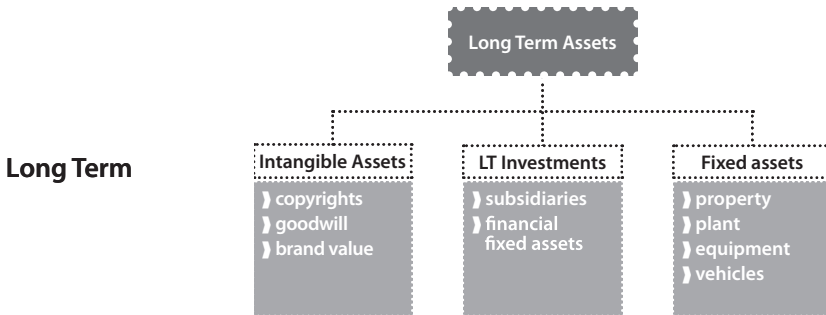 Long Term Assets
Long Term
Intangible Assets
copyrights
goodwill
brand value
LT Investments
subsidiaries
financial
fixed assets
Fixed assets
property
plant
equipment
vehicles